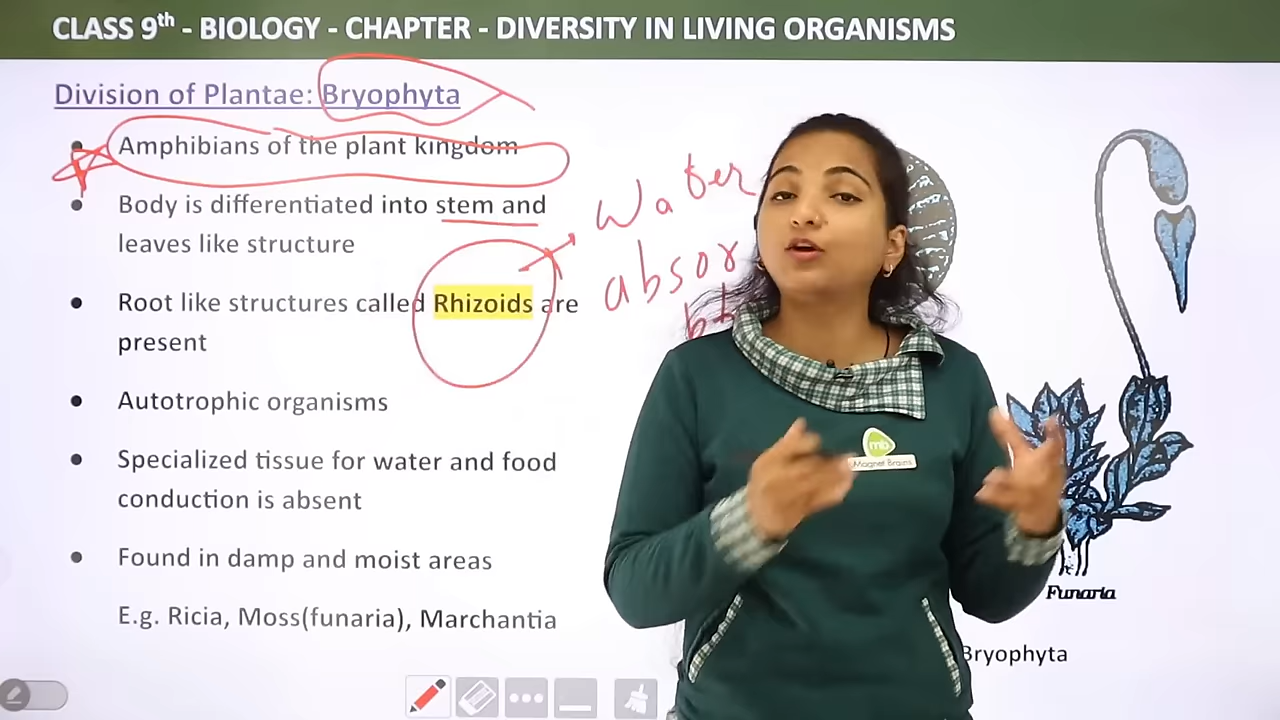 CLASS 9th - BIOLOGY - CHAPTER - DIVERSITY IN LIVING ORGANISMS
Division of Plantae: Bryophyta
Amphibians of the plant kingdom
Body is differentiated into stem and
leaves like structure
Root like structures called Rhizoids are
present
Autotrophic organisms
Specialized tissue for water and food
conduction is absent
Found in damp and moist areas
E.g. Ricia, Moss(funaria), Marchantia
Water
absor
mb
Magnet Brains
Funaria
Bryophyta